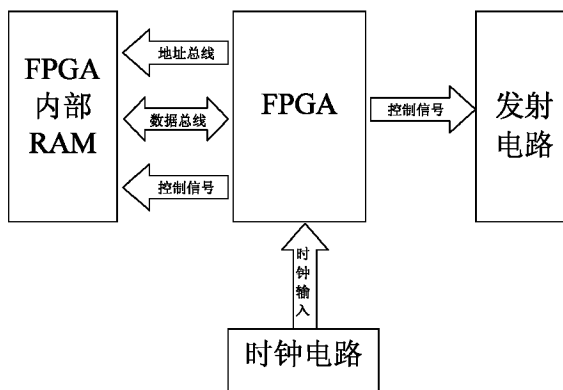 FPGA
内部
RAM
地址总线
数据总线
控制信号
FPGA
控制信号
发射
电路
时钟输入
时钟电路